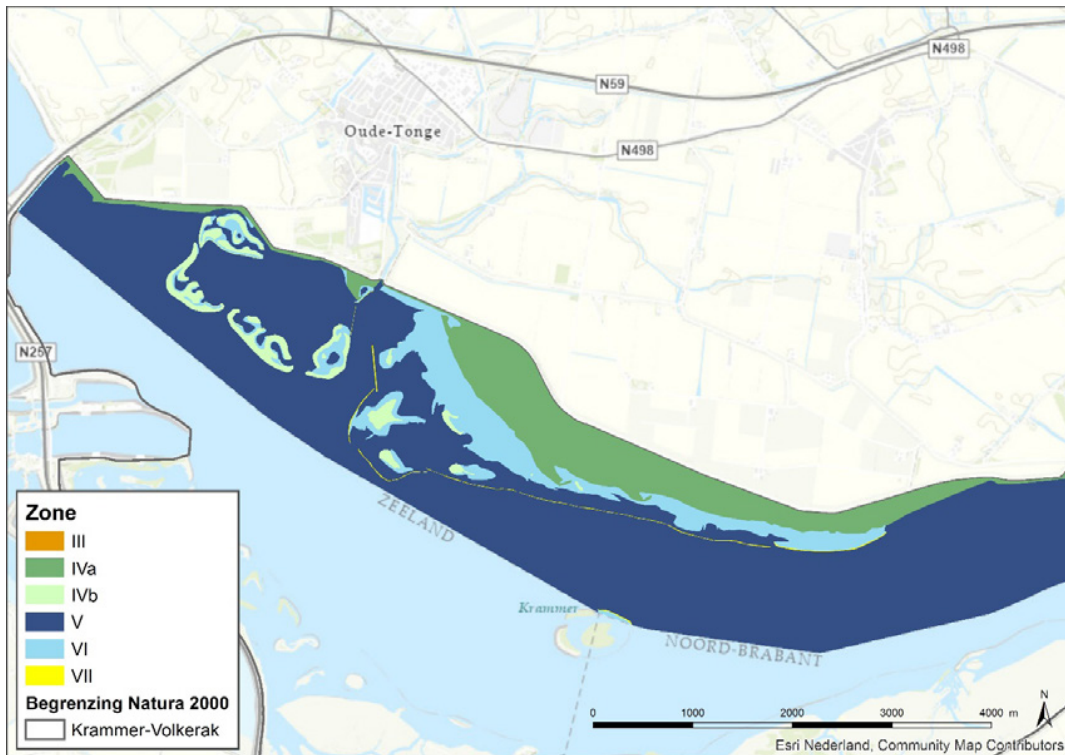 N498
N59
Oude-Tonge
N498
N257
ZEELAND
Krammer
NOORD-BRABANT
Zone
III
IVa
IVb
V
VI
VII
Begrenzing Natura 2000
Krammer-Volkerak
N
0 1000 2000 3000 4000 m
Esri Nederland, Community Map Contributors